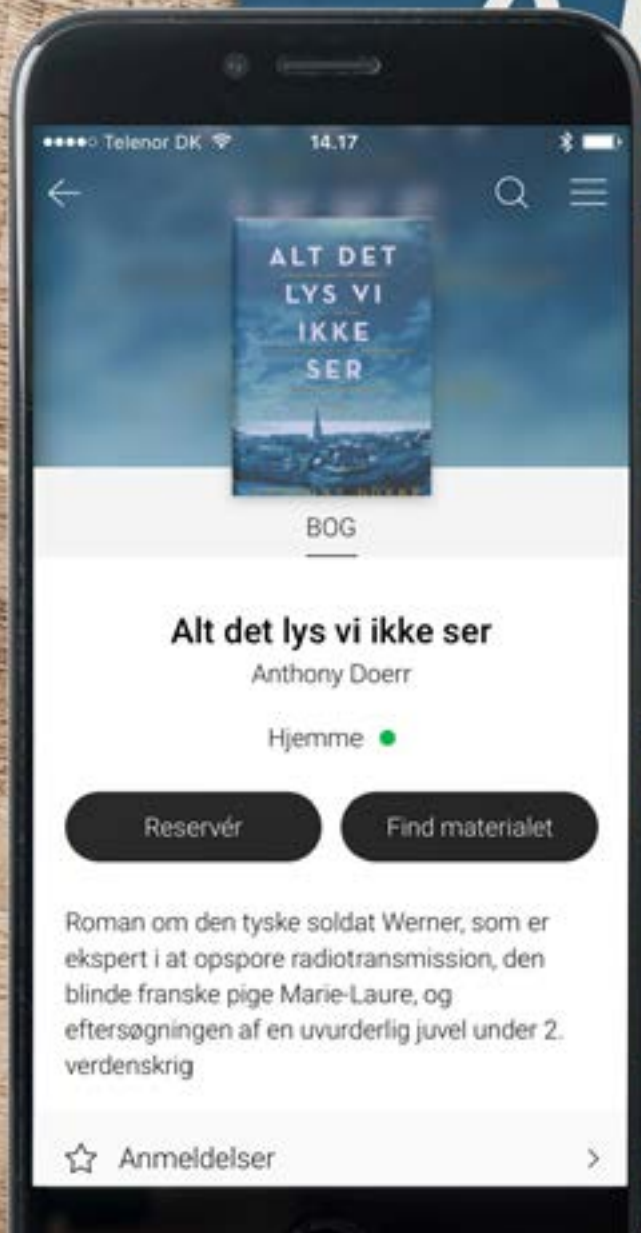 Telenor DK 14.17
ALT DET
LYS VI
IKKE
SER
BOG
Alt det lys vi ikke ser
Anthony Doerr
Hjemme
Reservér Find materialet
Roman om den tyske soldat Werner, som er
ekspert i at opspore radiotransmission, den
blinde franske pige Marie-Laure, og
eftersøgningen af en uvurderlig juvel under 2.
verdenskrig
Anmeldelser